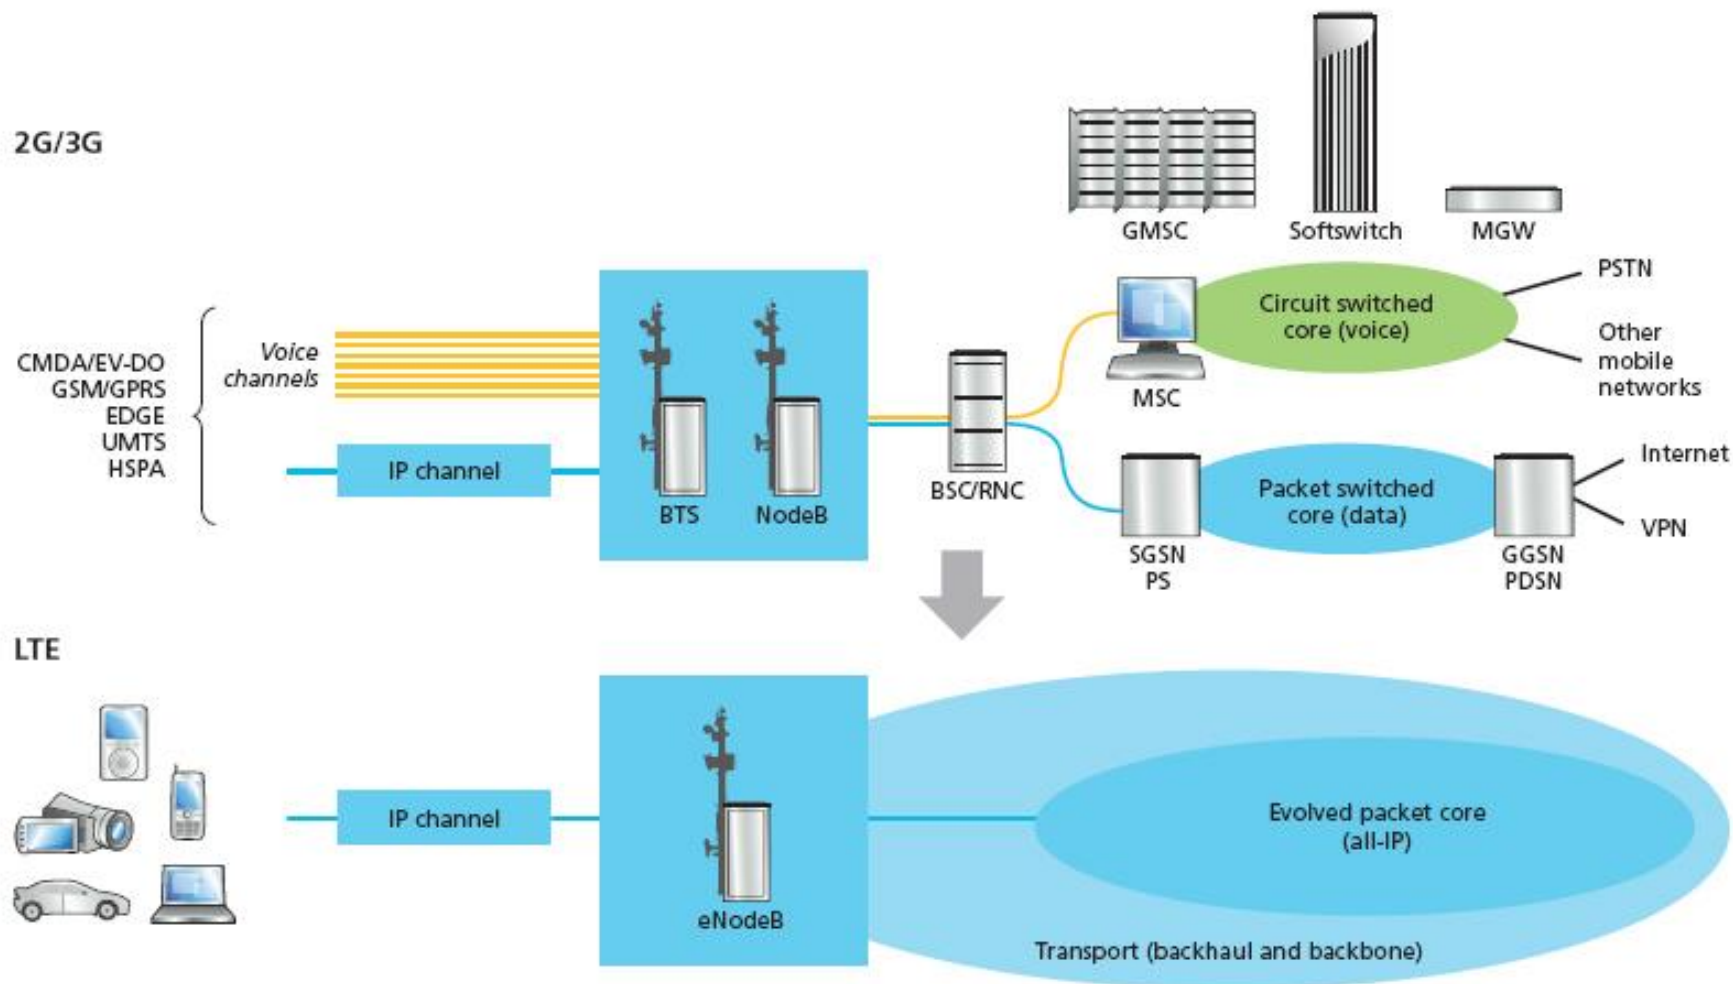 2G/3G
GMSC
Softswitch
MGW
CMDA/EV-DO
GSM/GPRS
EDGE
UMTS
HSPA
Voice
channels
IP channel
BTS
NodeB
BSC/RNC
MSC
Circuit switched
core (voice)
PSTN
Other
mobile
networks
SGSN
PS
Packet switched
core (data)
GGSN
PDSN
Internet
VPN
LTE
IP channel
eNodeB
Evolved packet core
(all-IP)
Transport (backhaul and backbone)